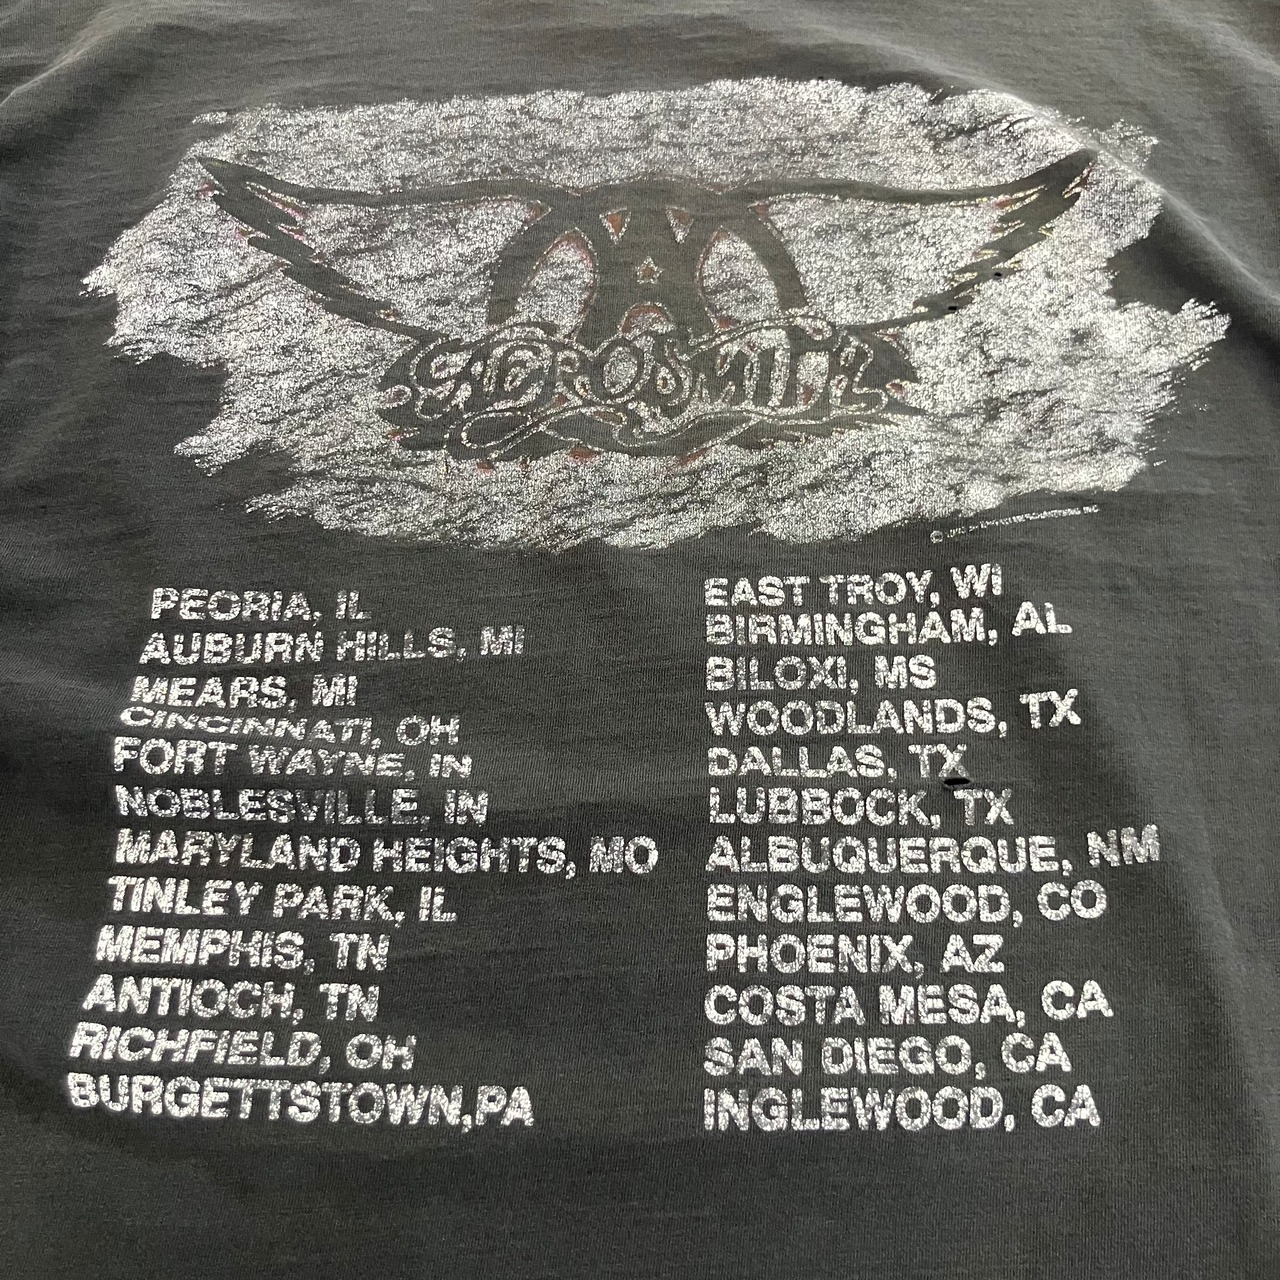 AEROSMITH
PEORIA, IL
AUBURN HILLS, MI
MEARS, MI
CINCINNATI, OH
FORT WAYNE, IN
NOBLESVILLE, IN
MARYLAND HEIGHTS, MO
TINLEY PARK, IL
MEMPHIS, TN
ANTIOCH, TN
RICHFIELD, OH
BURGETTSTOWN,PA
EAST TROY, WI
BIRMINGHAM, AL
BILOXI, MS
WOODLANDS, TX
DALLAS, TX
LUBBOCK, TX
ALBUQUERQUE, NM
ENGLEWOOD, CO
PHOENIX, AZ
COSTA MESA, CA
SAN DIEGO, CA
INGLEWOOD, CA